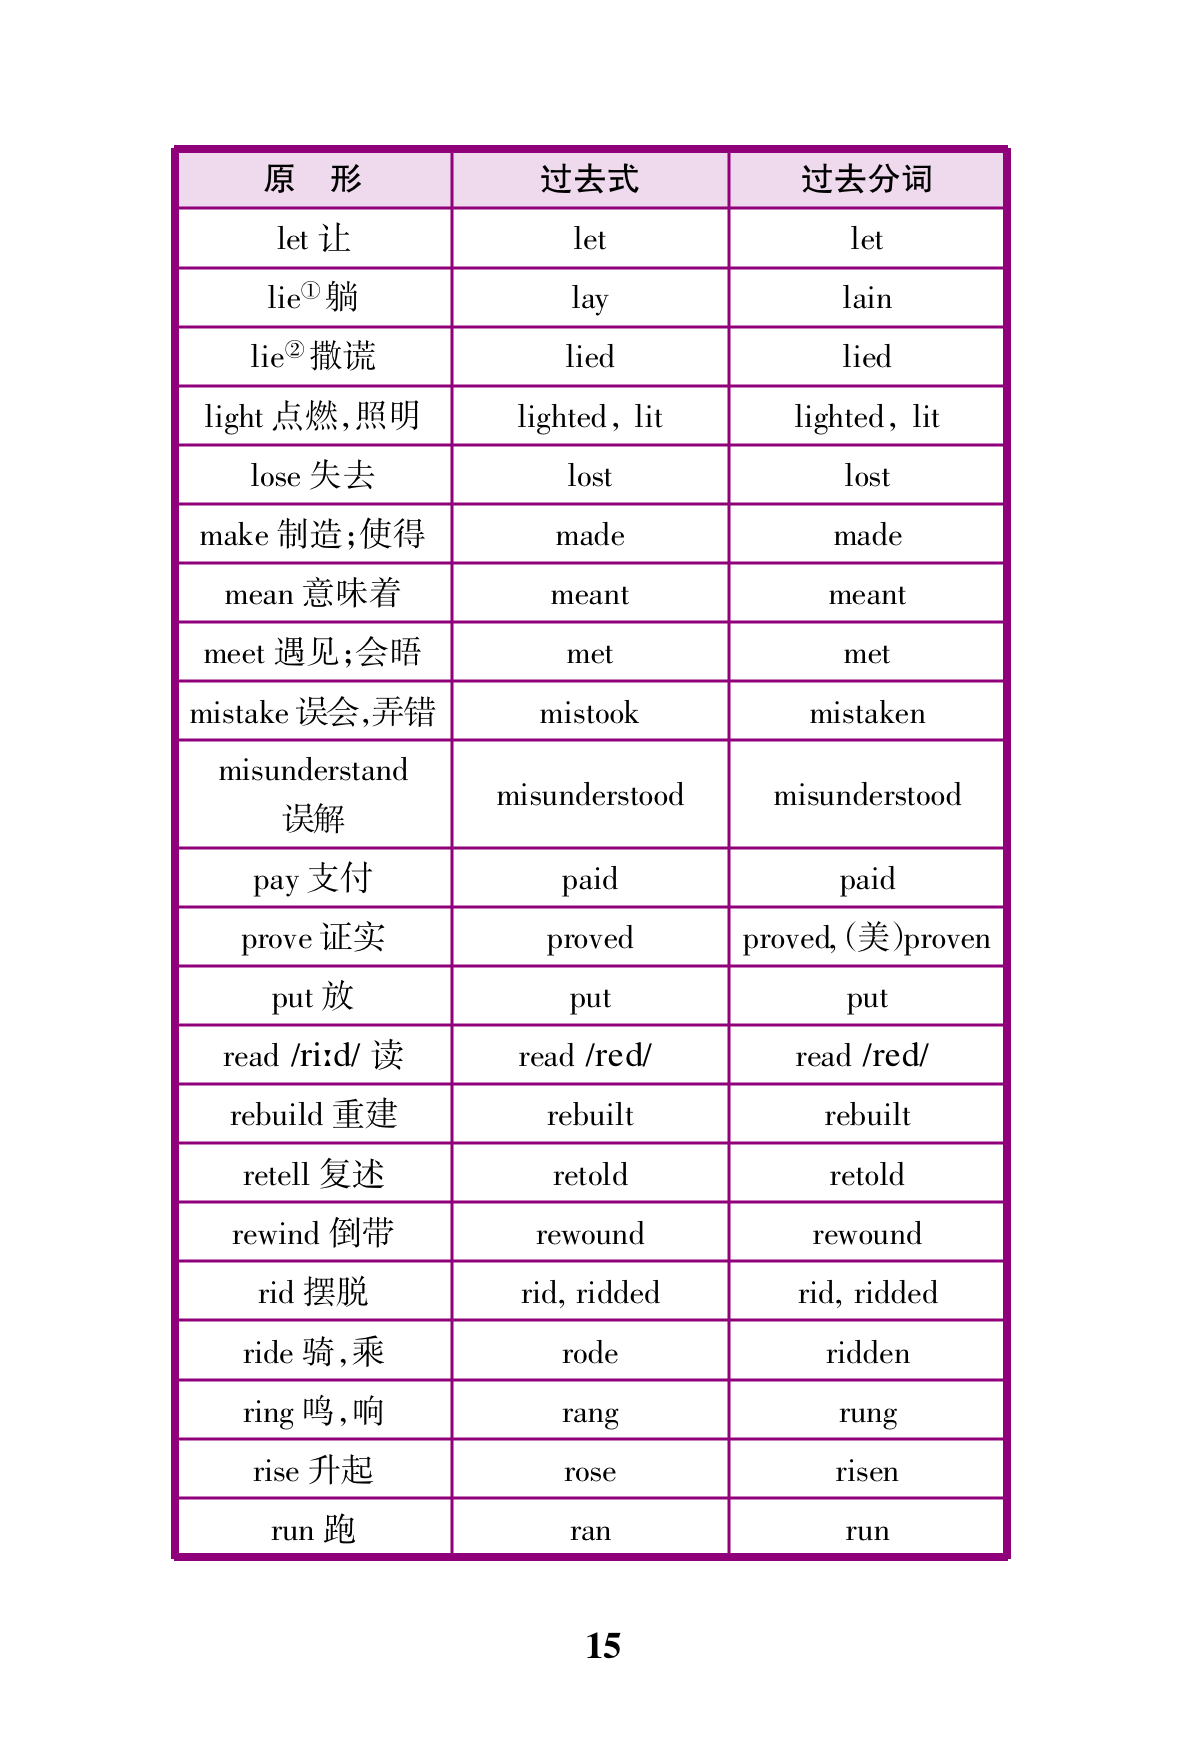 原 形 过去式 过去分词
let 让 let let
lie① 躺 lay lain
lie② 撒谎 lied lied
light 点燃,照明 lighted, lit lighted, lit
lose 失去 lost lost
make 制造;使得 made made
mean 意味着 meant meant
meet 遇见;会晤 met met
mistake 误会,弄错 mistook mistaken
misunderstand
误解 misunderstood misunderstood
pay 支付 paid paid
prove 证实 proved proved, (美)proven
put 放 put put
read /riːd/ 读 read /red/ read /red/
rebuild 重建 rebuilt rebuilt
retell 复述 retold retold
rewind 倒带 rewound rewound
rid 摆脱 rid, ridded rid, ridded
ride 骑,乘 rode ridden
ring 鸣,响 rang rung
rise 升起 rose risen
run 跑 ran run
15